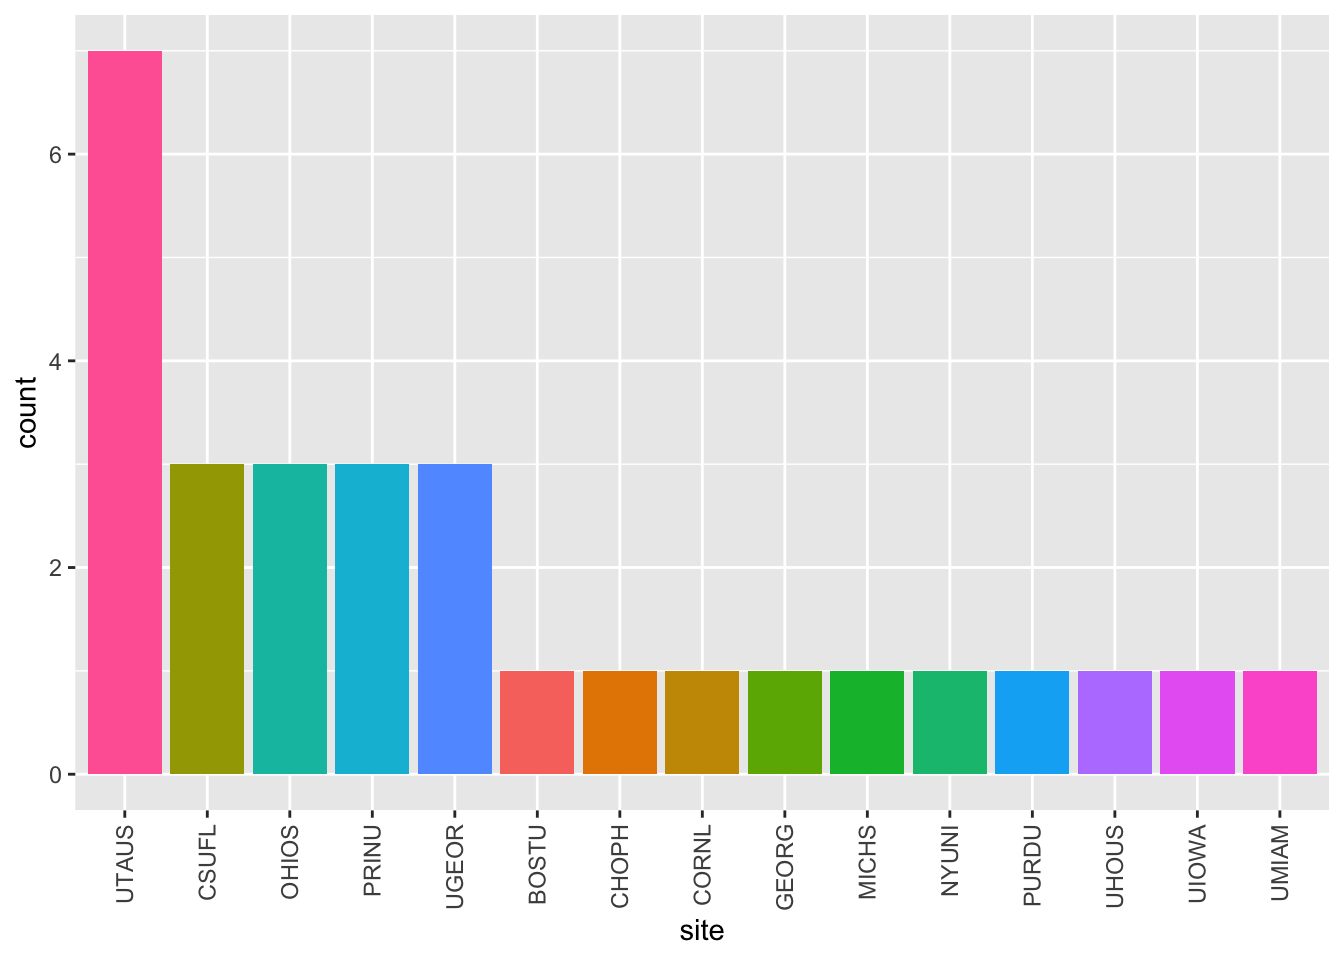 count
6
4
2
0
UTAUS
CSUFL
OHIOS
PRINU
UGEOR
BOSTU
CHOPH
CORNL
GEORG
MICHS
NYUNI
PURDU
UHOUS
UIOWA
UMIAM
site